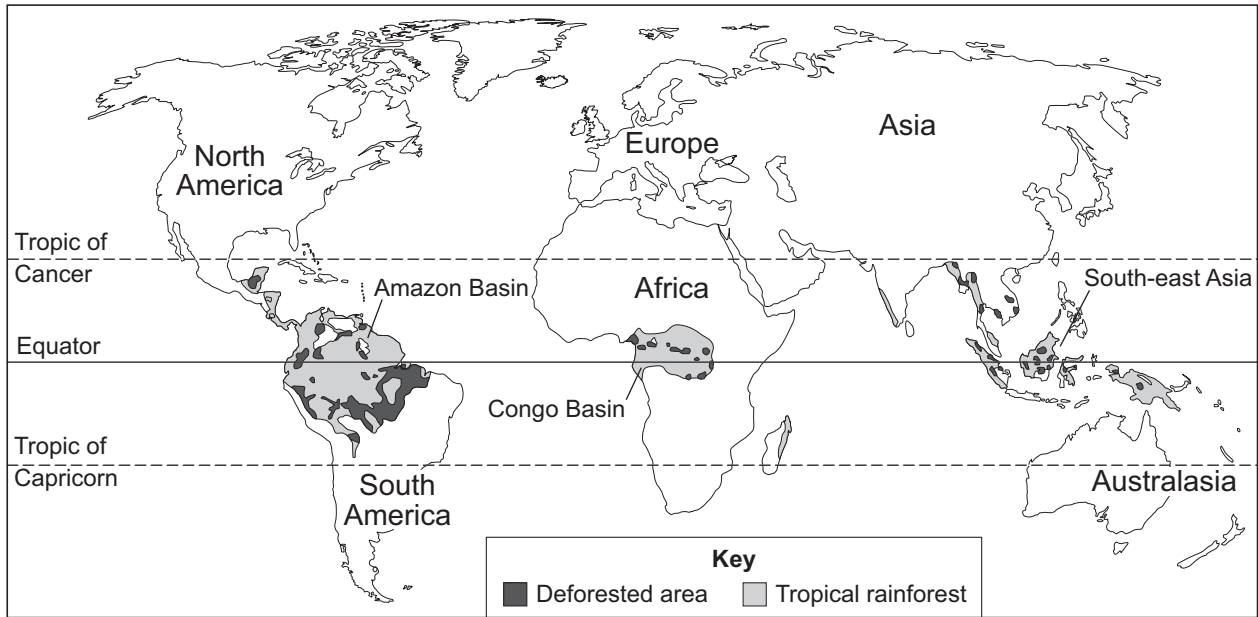 North
America
Europe
Asia
Tropic of
Cancer
Amazon Basin
Africa
South-east Asia
Equator
Congo Basin
Tropic of
Capricorn
South
America
Australasia
Key
Deforested area
Tropical rainforest